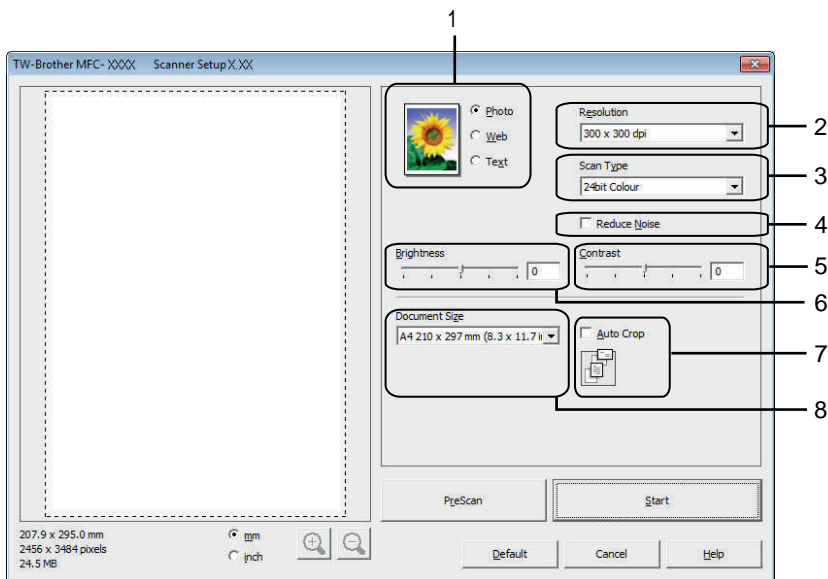 1
TW-Brother MFC- XXXX Scanner Setup X.XX
Photo
Web
Text
Resolution
300 x 300 dpi
2
Scan Type
24bit Colour
3
Reduce Noise
4
Brightness
0
Contrast
0
5
6
Document Size
A4 210 x 297 mm (8.3 x 11.7 in
Auto Crop
7
8
PreScan
Start
207.9 x 295.0 mm
2456 x 3484 pixels
24.5 MB
mm
inch
Default
Cancel
Help